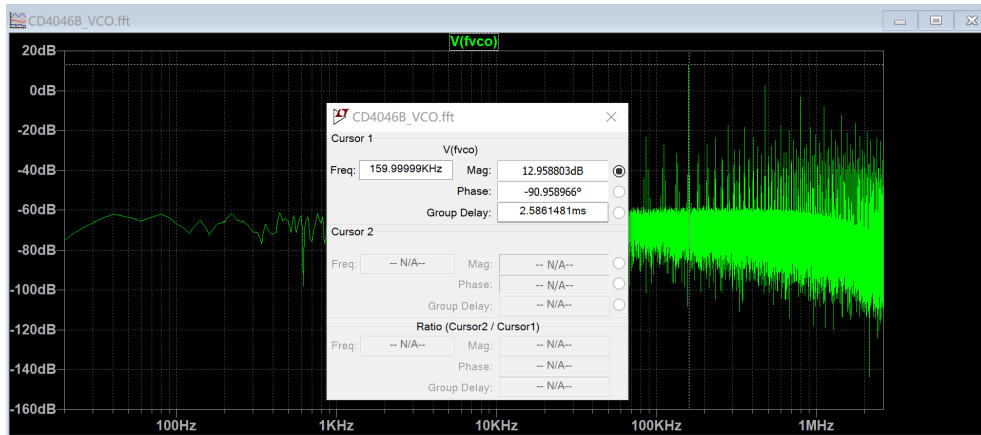 CD4046B_VCO.fft
V(fvco)
20dB
0dB
-20dB
-40dB
-60dB
-80dB
-100dB
-120dB
-140dB
-160dB
100Hz 1KHz 10KHz 100KHz 1MHz
CD4046B_VCO.fft
Cursor 1
V(fvco)
Freq: 159.99999KHz Mag: 12.958803dB
Phase: -90.958966°
Group Delay: 2.5861481ms
Cursor 2
Freq: -- N/A-- Mag: -- N/A--
Phase: -- N/A--
Group Delay: -- N/A--
Ratio (Cursor2 / Cursor1)
Freq: -- N/A-- Mag: -- N/A--
Phase: -- N/A--
Group Delay: -- N/A--